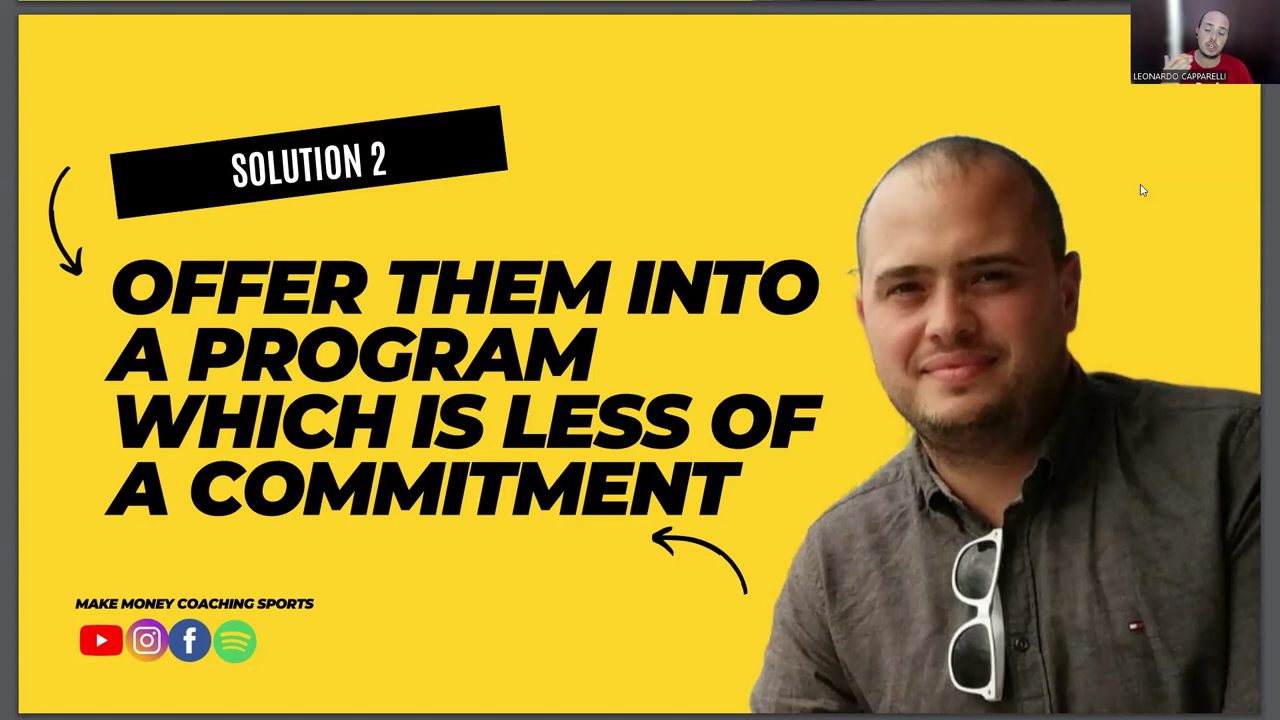 LEONARDO CAPPARELLI
SOLUTION 2
OFFER THEM INTO
A PROGRAM
WHICH IS LESS OF
A COMMITMENT
MAKE MONEY COACHING SPORTS